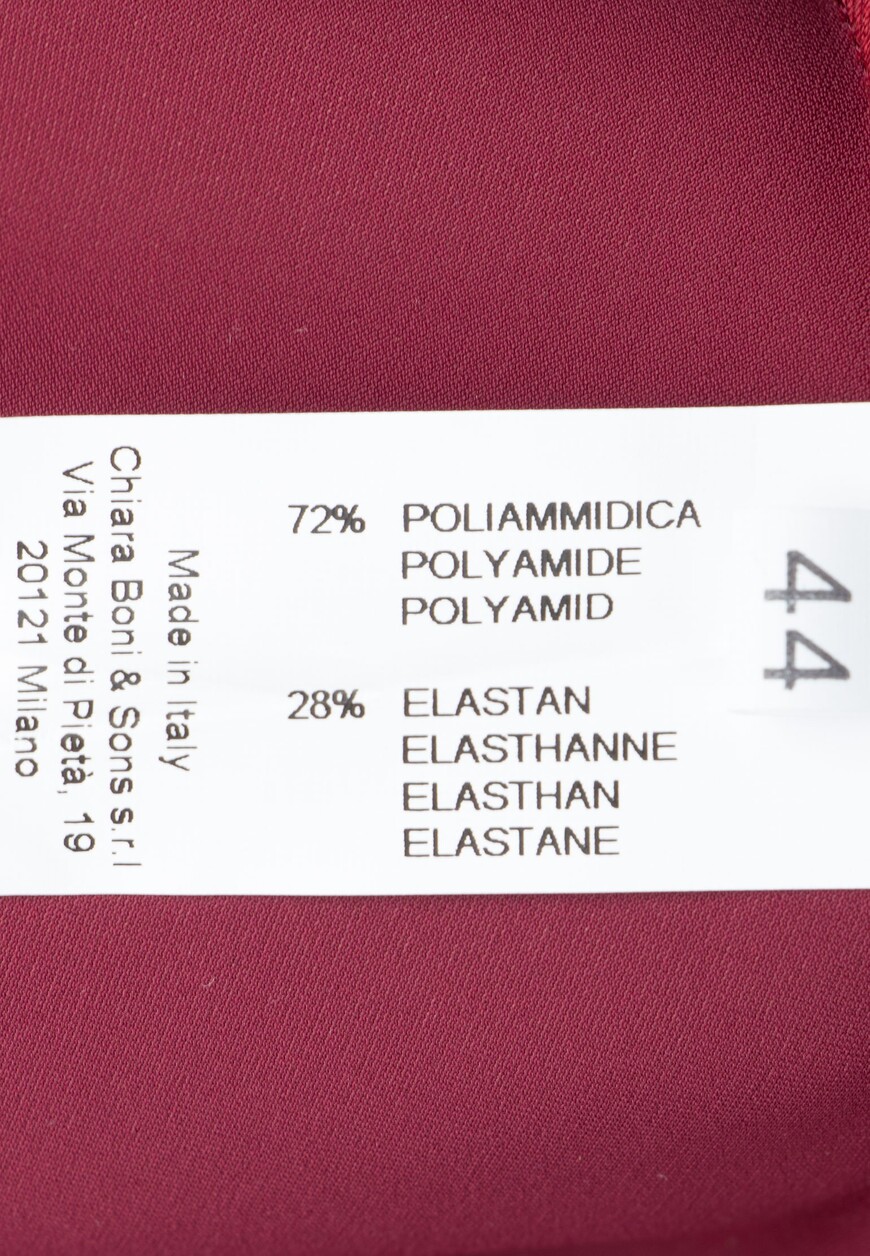 72% POLIAMMIDICA
POLYAMIDE
POLYAMID
28% ELASTAN
ELASTHANNE
ELASTHAN
ELASTANE
44
Made in Italy
Chiara Boni & Sons s.r.l
Via Monte di Pietà, 19
20121 Milano